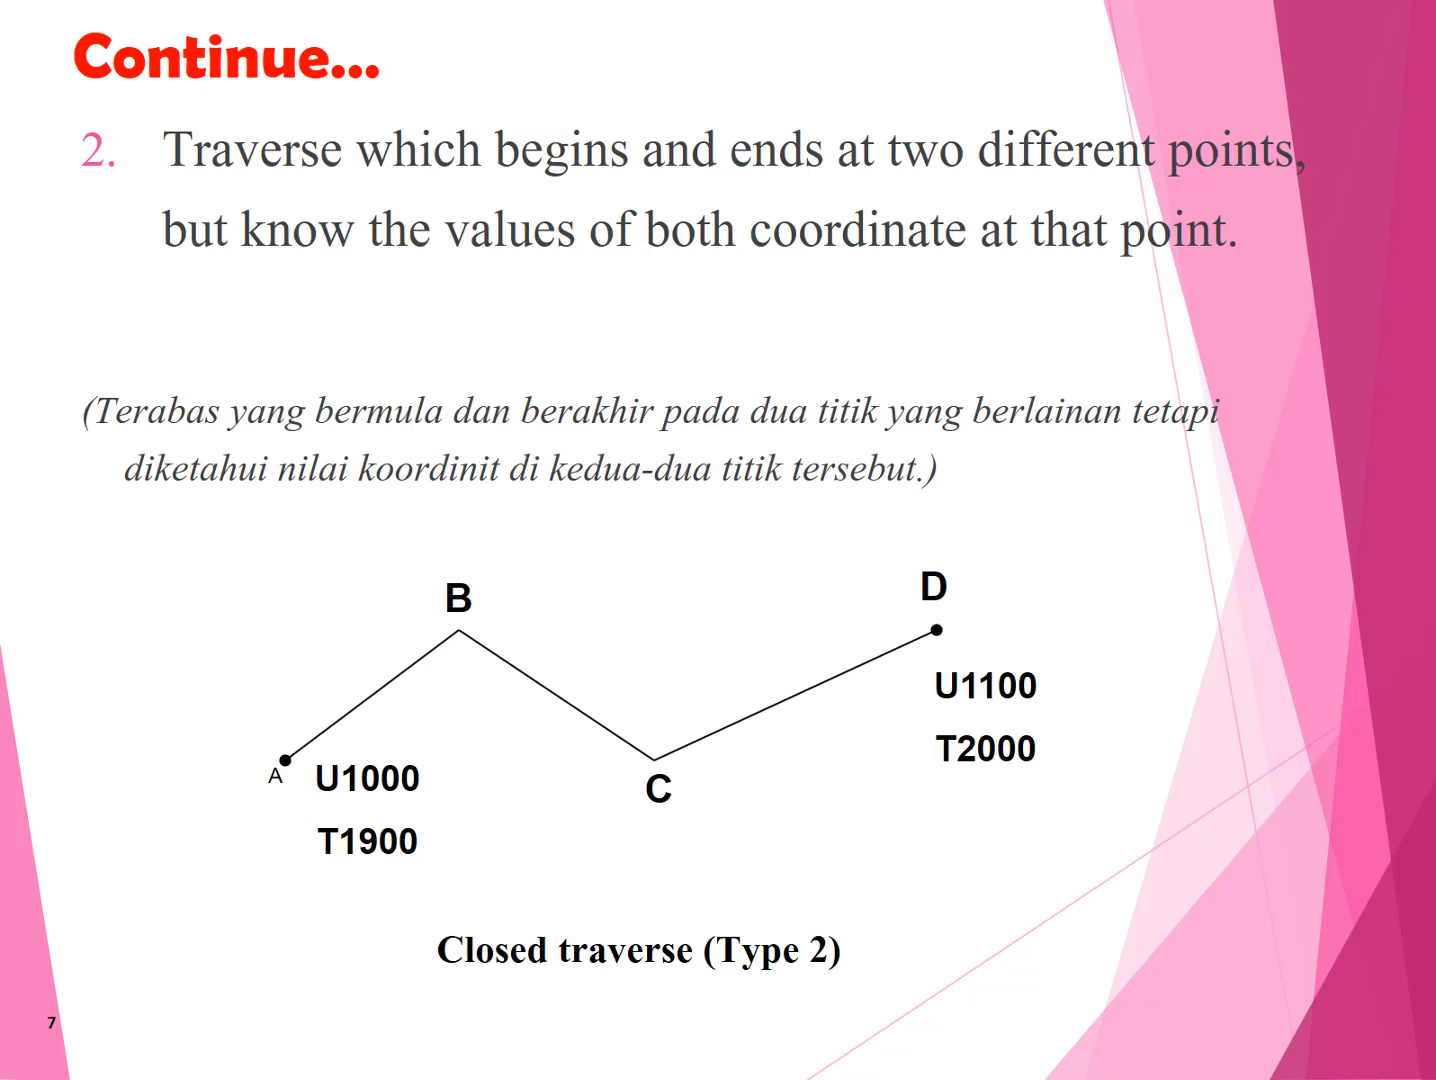 Continue...
2. Traverse which begins and ends at two different points,
but know the values of both coordinate at that point.
(Terabas yang bermula dan berakhir pada dua titik yang berlainan tetapi
diketahui nilai koordinit di kedua-dua titik tersebut.)
B
D
U1100
T2000
A
U1000
T1900
C
Closed traverse (Type 2)
7